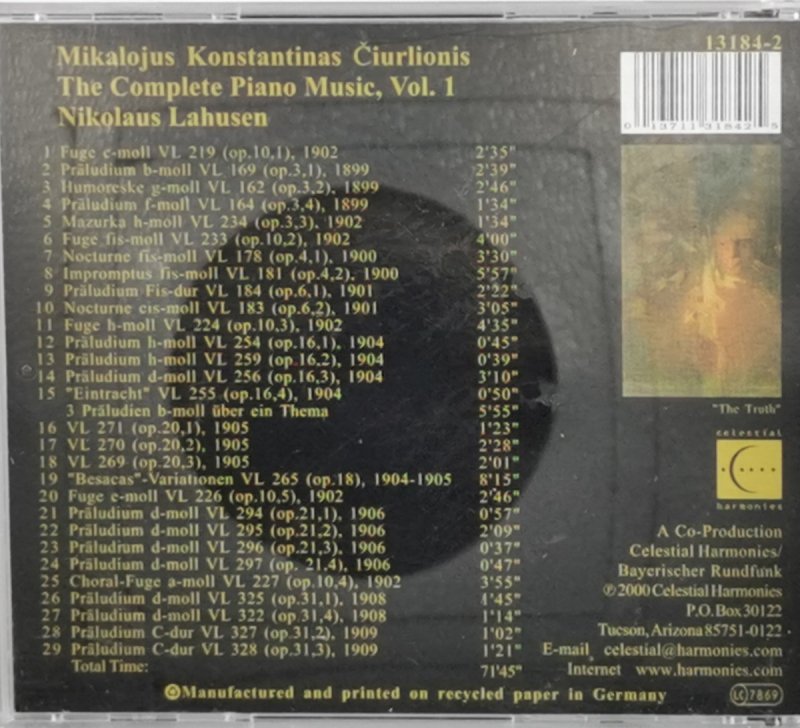 13184-2
Mikalojus Konstantinas Čiurlionis
The Complete Piano Music, Vol. 1
Nikolaus Lahusen
0 13711 31842 5
1 Fuge c-moll VL 219 (op.10,1), 1902 2'35"
2 Präludium b-moll VL 169 (op.3,1), 1899 2'39"
3 Humoreske g-moll VL 162 (op.3,2), 1899 2'46"
4 Präludium f-moll VL 164 (op.3,4), 1899 1'34"
5 Mazurka h-moll VL 234 (op.3,3), 1902 1'34"
6 Fuge fis-moll VL 233 (op.10,2), 1902 4'00"
7 Nocturne fis-moll VL 178 (op.4,1), 1900 3'30"
8 Impromptus fis-moll VL 181 (op.4,2), 1900 5'57"
9 Präludium Fis-dur VL 184 (op.6,1), 1901 2'22"
10 Nocturne cis-moll VL 183 (op.6,2), 1901 3'05"
11 Fuge h-moll VL 224 (op.10,3), 1902 4'35"
12 Präludium h-moll VL 254 (op.16,1), 1904 0'45"
13 Präludium h-moll VL 259 (op.16,2), 1904 0'39"
14 Präludium d-moll VL 256 (op.16,3), 1904 3'10"
15 "Eintracht" VL 255 (op.16,4), 1904 0'50"
3 Präludien b-moll über ein Thema 5'55"
16 VL 271 (op.20,1), 1905 1'23"
17 VL 270 (op.20,2), 1905 2'28"
18 VL 269 (op.20,3), 1905 2'01"
19 "Besacas"-Variationen VL 265 (op.18), 1904-1905 8'15"
20 Fuge e-moll VL 226 (op.10,5), 1902 2'46"
21 Präludium d-moll VL 294 (op.21,1), 1906 0'57"
22 Präludium d-moll VL 295 (op.21,2), 1906 2'09"
23 Präludium d-moll VL 296 (op.21,3), 1906 0'37"
24 Präludium d-moll VL 297 (op. 21,4), 1906 0'47"
25 Choral-Fuge a-moll VL 227 (op.10,4), 1902 3'55"
26 Präludium d-moll VL 325 (op.31,1), 1908 4'45"
27 Präludium d-moll VL 322 (op.31,4), 1908 1'14"
28 Präludium C-dur VL 327 (op.31,2), 1909 1'02"
29 Präludium C-dur VL 328 (op.31,3), 1909 1'21"
Total Time: 71'45"
"The Truth"
celestial
harmonies
A Co-Production
Celestial Harmonies/
Bayerischer Rundfunk
℗2000 Celestial Harmonies
P.O. Box 30122
Tucson, Arizona 85751-0122
E-mail celestial@harmonies.com
Internet www.harmonies.com
Manufactured and printed on recycled paper in Germany
LC 7869